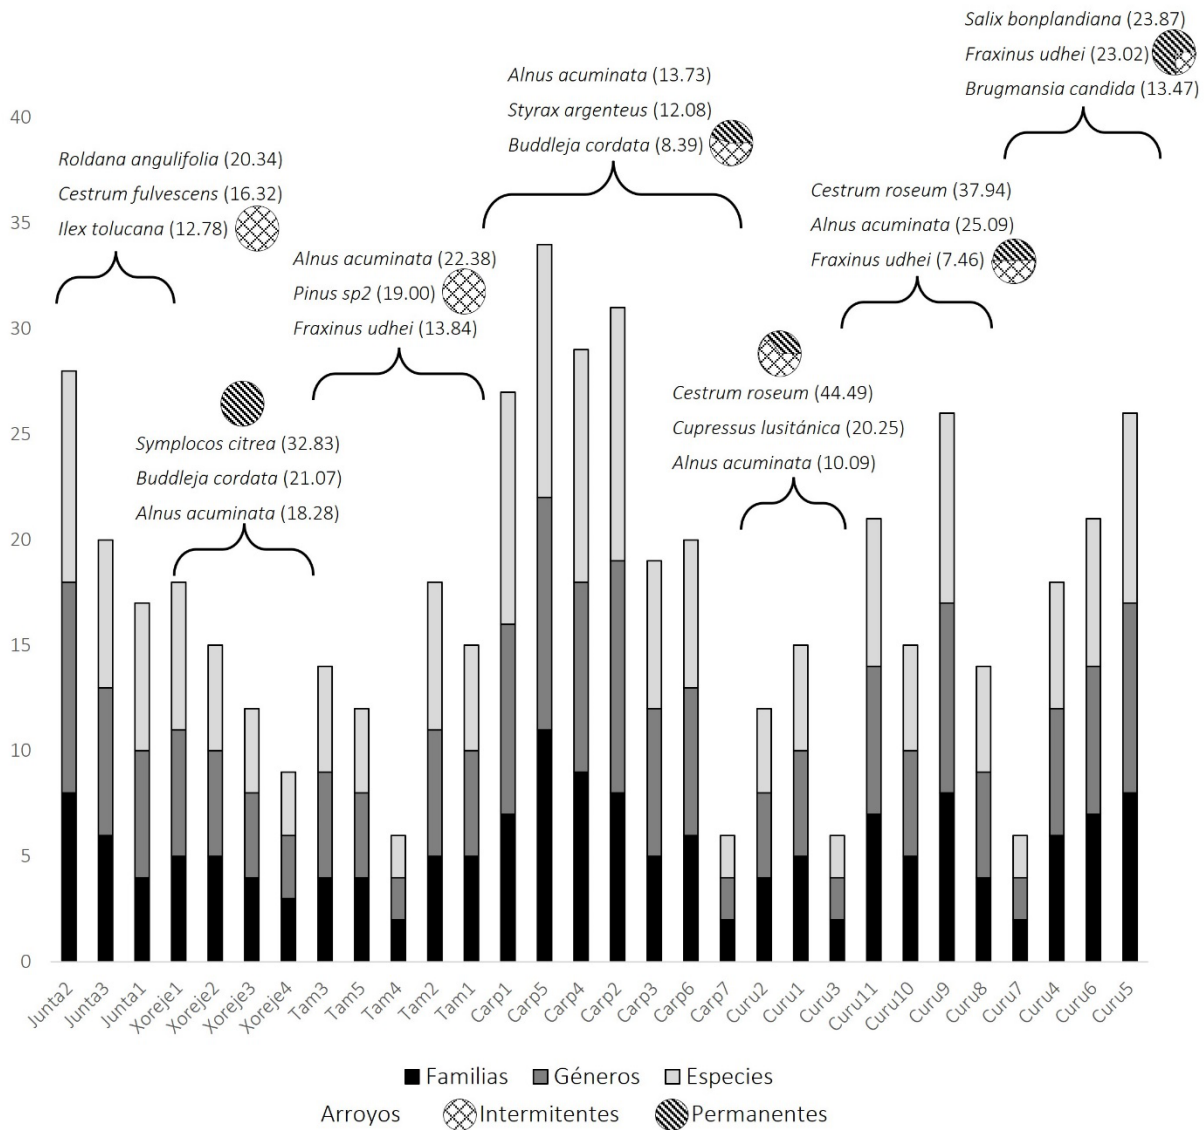 Salix bonplandiana (23.87)
Fraxinus udhei (23.02)
Brugmansia candida (13.47)
Alnus acuminata (13.73)
Styrax argenteus (12.08)
Buddleja cordata (8.39)
Roldana angulifolia (20.34)
Cestrum fulvescens (16.32)
Ilex tolucana (12.78)
Cestrum roseum (37.94)
Alnus acuminata (25.09)
Fraxinus udhei (7.46)
Alnus acuminata (22.38)
Pinus sp2 (19.00)
Fraxinus udhei (13.84)
Cestrum roseum (44.49)
Cupressus lusitánica (20.25)
Alnus acuminata (10.09)
Symplocos citrea (32.83)
Buddleja cordata (21.07)
Alnus acuminata (18.28)
40
35
30
25
20
15
10
5
0
Junta2
Junta3
Junta1
Xoreje1
Xoreje2
Xoreje3
Xoreje4
Tam3
Tam5
Tam4
Tam2
Tam1
Carp1
Carp5
Carp4
Carp2
Carp3
Carp6
Carp7
Curu2
Curu1
Curu3
Curu11
Curu10
Curu9
Curu8
Curu7
Curu4
Curu6
Curu5
Familias Géneros Especies
Arroyos Intermitentes Permanentes